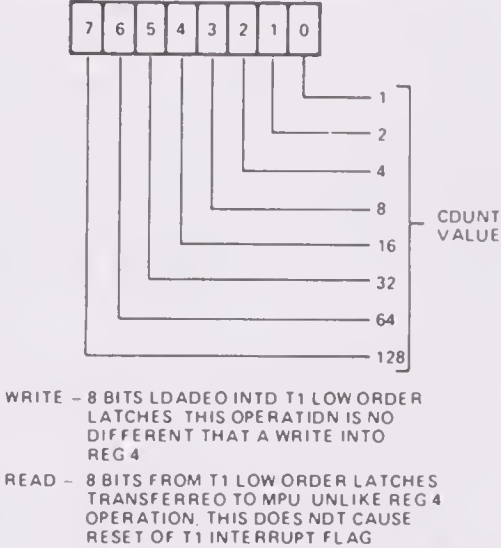 7 6 5 4 3 2 1 0
1
2
4
8
16
32
64
128
CDUNT
VALUE
WRITE – 8 BITS LDADEO INTD T1 LOW ORDER
LATCHES THIS OPERATIDN IS NO
DIFFERENT THAT A WRITE INTO
REG 4
READ – 8 BITS FROM T1 LOW ORDER LATCHES
TRANSFERREO TO MPU UNLIKE REG 4
OPERATION, THIS DOES NDT CAUSE
RESET OF T1 INTERRUPT FLAG